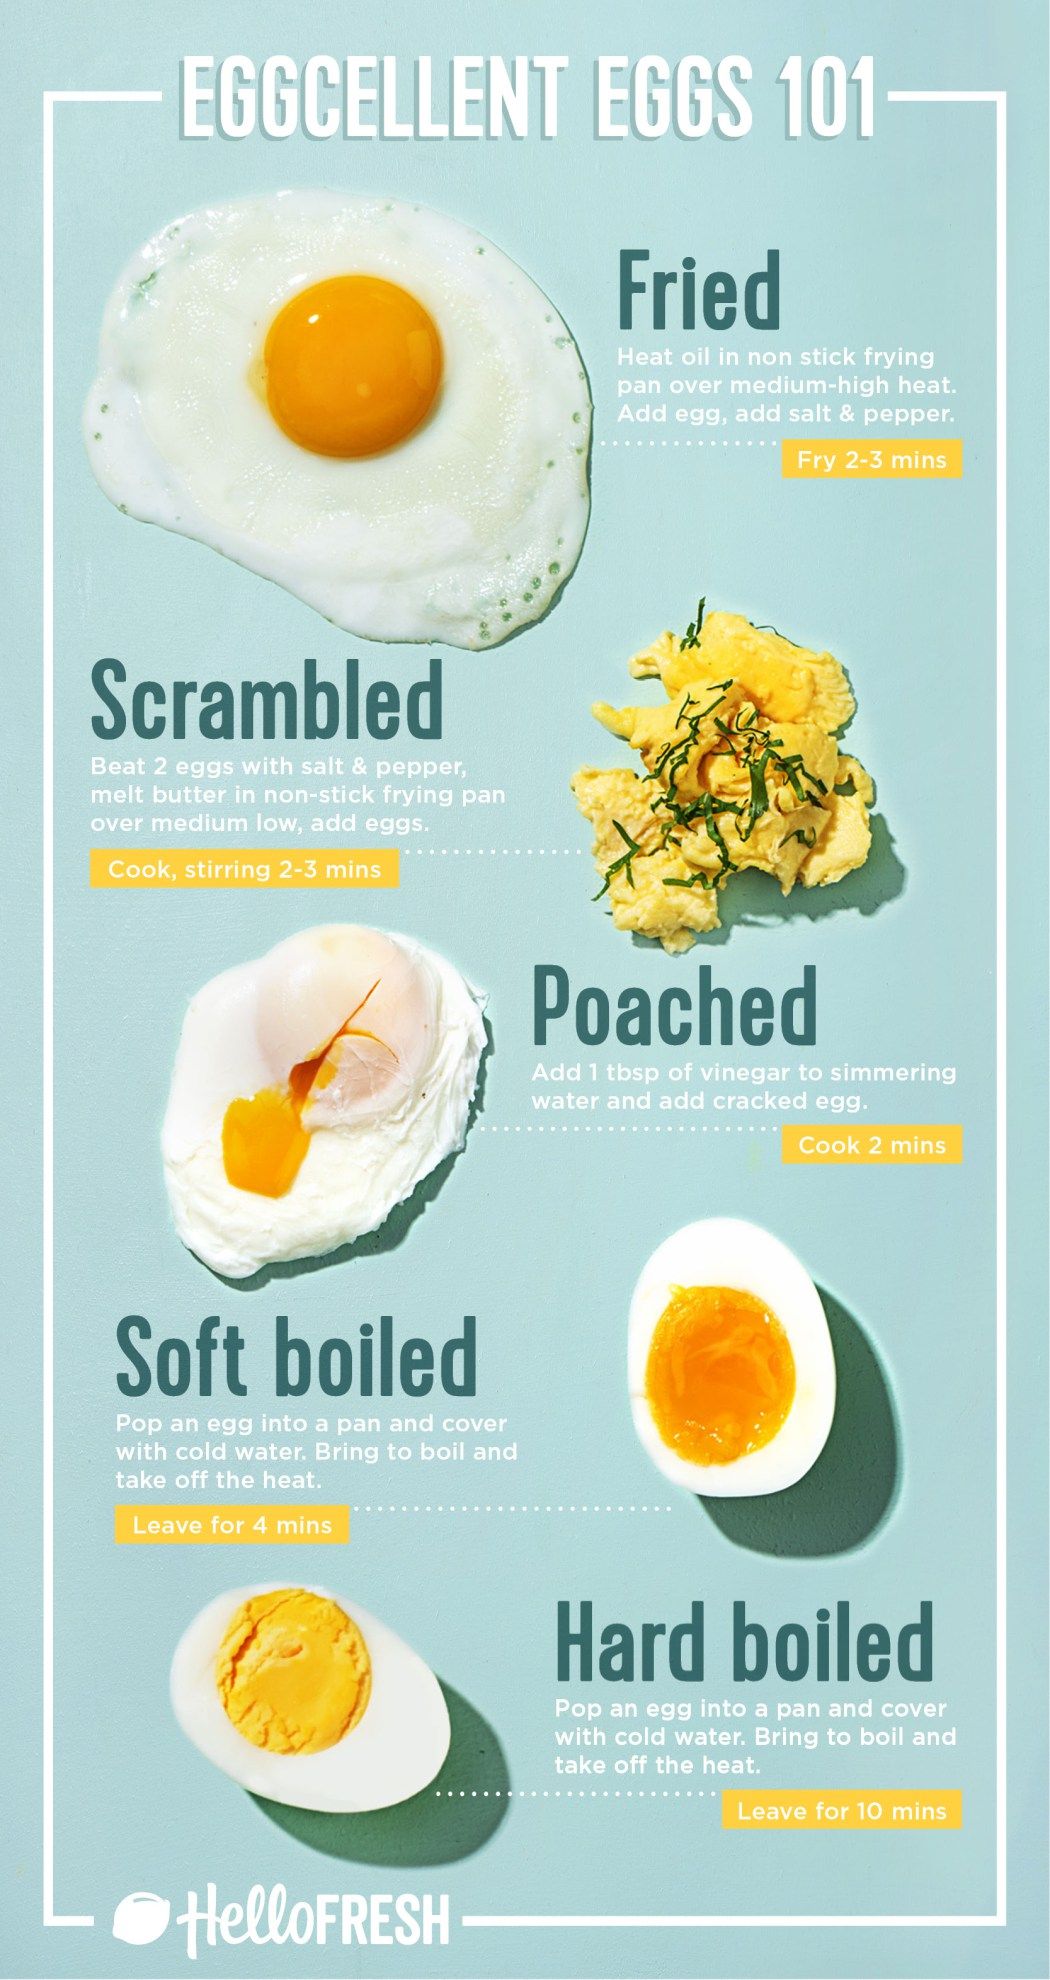 EGGCELLENT EGGS 101
Fried
Heat oil in non stick frying
pan over medium-high heat.
Add egg, add salt & pepper.
Fry 2-3 mins
Scrambled
Beat 2 eggs with salt & pepper,
melt butter in non-stick frying pan
over medium low, add eggs.
Cook, stirring 2-3 mins
Poached
Add 1 tbsp of vinegar to simmering
water and add cracked egg.
Cook 2 mins
Soft boiled
Pop an egg into a pan and cover
with cold water. Bring to boil and
take off the heat.
Leave for 4 mins
Hard boiled
Pop an egg into a pan and cover
with cold water. Bring to boil and
take off the heat.
Leave for 10 mins
HelloFRESH